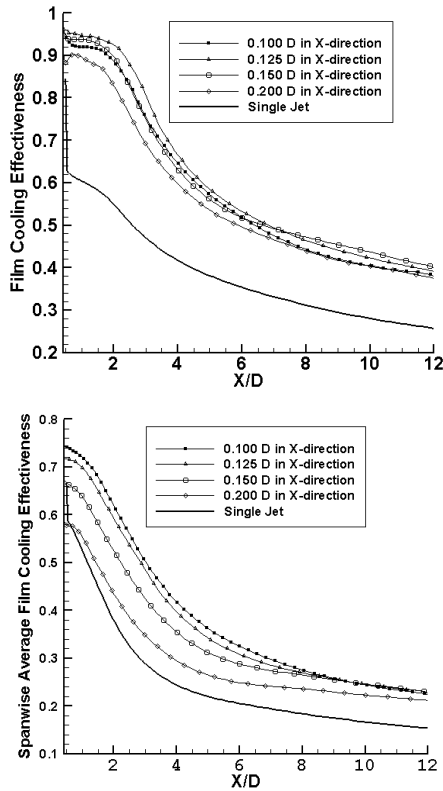 Film Cooling Effectiveness
1
0.9
0.8
0.7
0.6
0.5
0.4
0.3
0.2
0.100 D in X-direction
0.125 D in X-direction
0.150 D in X-direction
0.200 D in X-direction
Single Jet
2 4 6 8 10 12
X/D
Spanwise Average Film Cooling Effectiveness
0.8
0.7
0.6
0.5
0.4
0.3
0.2
0.1
0.100 D in X-direction
0.125 D in X-direction
0.150 D in X-direction
0.200 D in X-direction
Single Jet
2 4 6 8 10 12
X/D